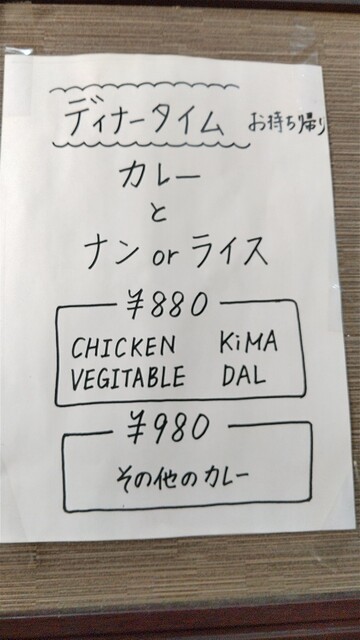 ディナータイム お持ち帰り
カレー
と
ナン or ライス
¥880
CHICKEN KiMA
VEGITABLE DAL
¥980
その他のカレー